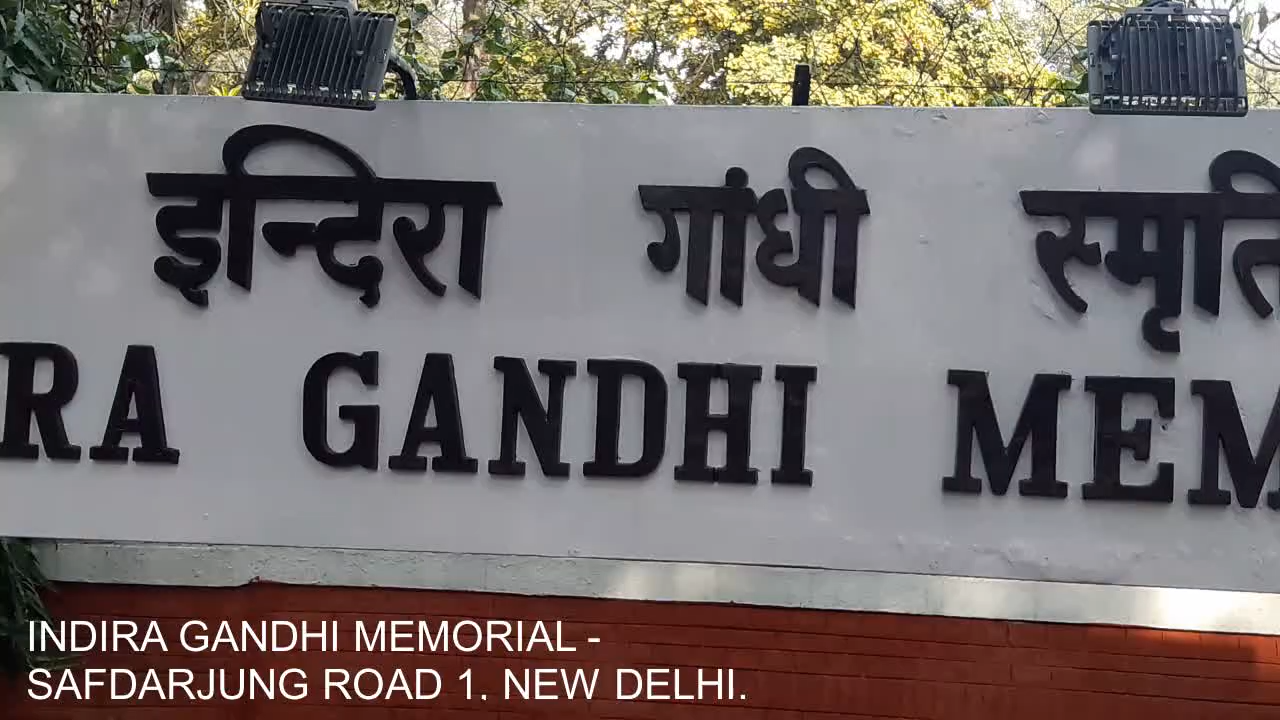 इन्दिरा गांधी स्मृति
RA GANDHI MEM
INDIRA GANDHI MEMORIAL -
SAFDARJUNG ROAD 1, NEW DELHI.